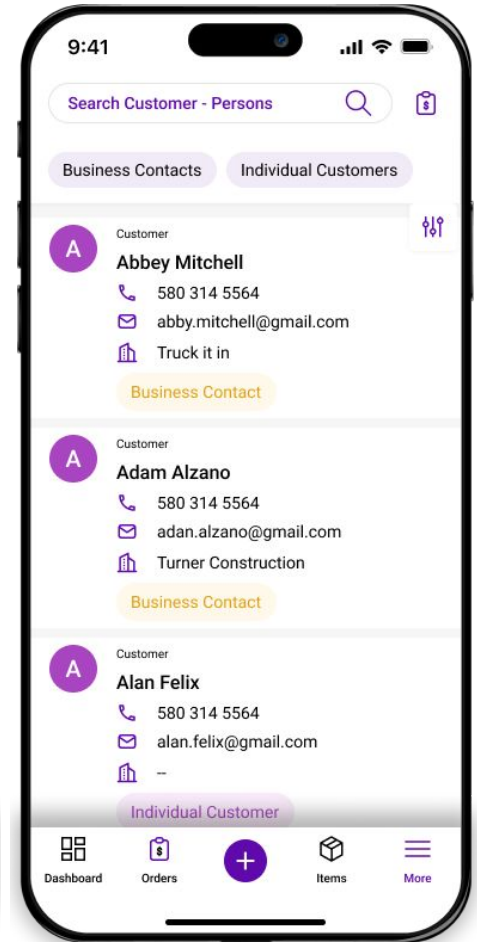 9:41
Search Customer - Persons
$
Business Contacts Individual Customers
A
Customer
Abbey Mitchell
580 314 5564
abby.mitchell@gmail.com
Truck it in
Business Contact
A
Customer
Adam Alzano
580 314 5564
adan.alzano@gmail.com
Turner Construction
Business Contact
A
Customer
Alan Felix
580 314 5564
alan.felix@gmail.com
--
Individual Customer
$
+
Dashboard Orders Items More